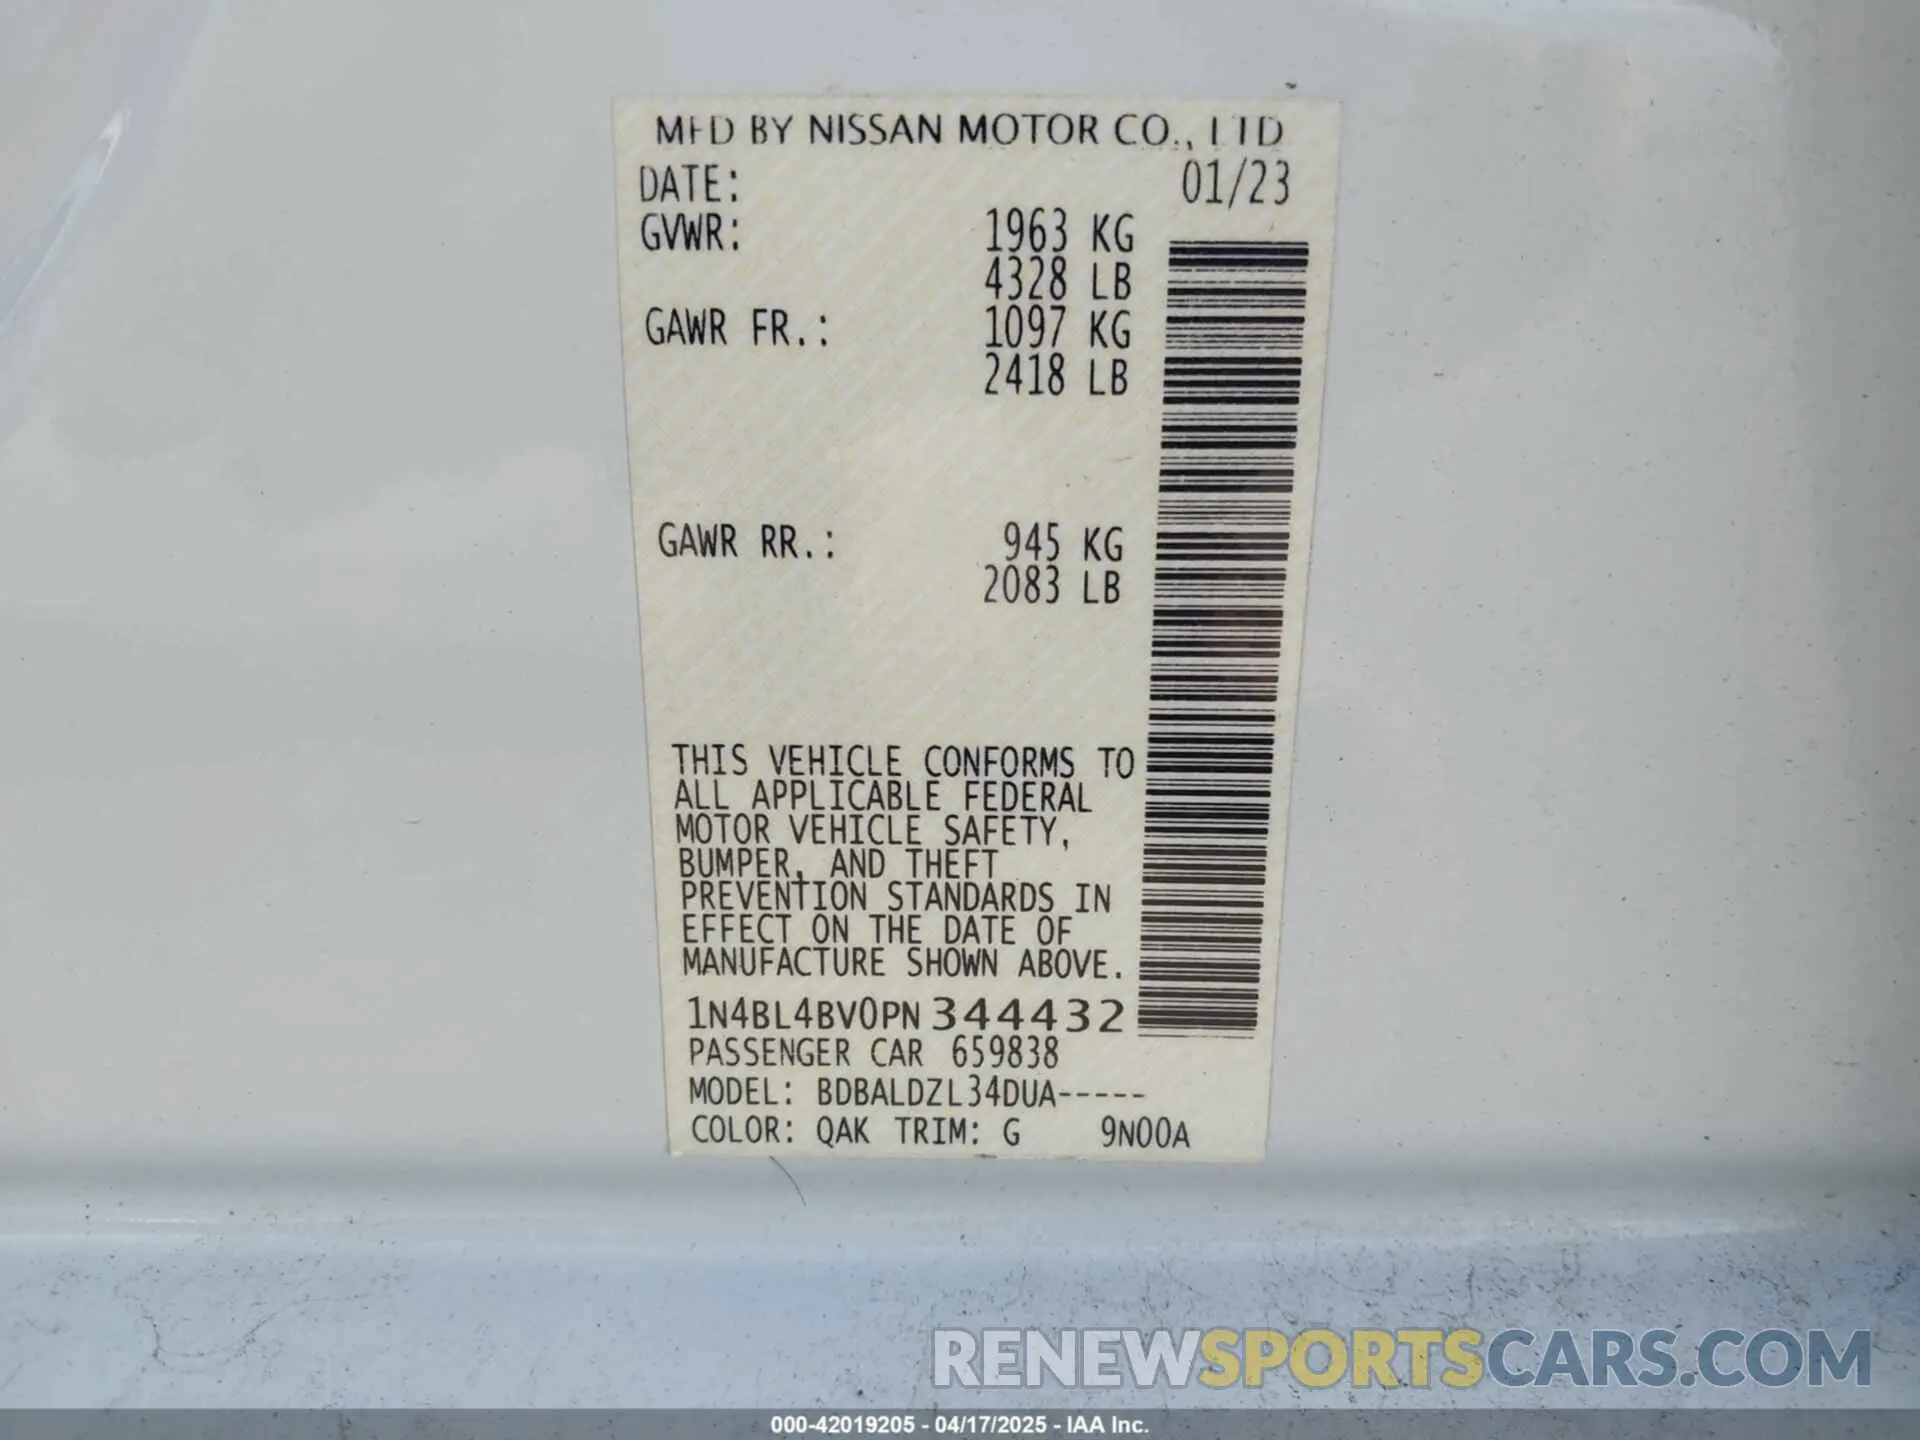 MFD BY NISSAN MOTOR CO., LTD
DATE: 01/23
GVWR: 1963 KG
4328 LB
GAWR FR.: 1097 KG
2418 LB
GAWR RR.: 945 KG
2083 LB
THIS VEHICLE CONFORMS TO
ALL APPLICABLE FEDERAL
MOTOR VEHICLE SAFETY,
BUMPER, AND THEFT
PREVENTION STANDARDS IN
EFFECT ON THE DATE OF
MANUFACTURE SHOWN ABOVE.
1N4BL4BV0PN344432
PASSENGER CAR 659838
MODEL: BDBALDZL34DUA-----
COLOR: QAK TRIM: G 9N00A
RENEWSPORTSCARS.COM
000-42019205 - 04/17/2025 - IAA Inc.